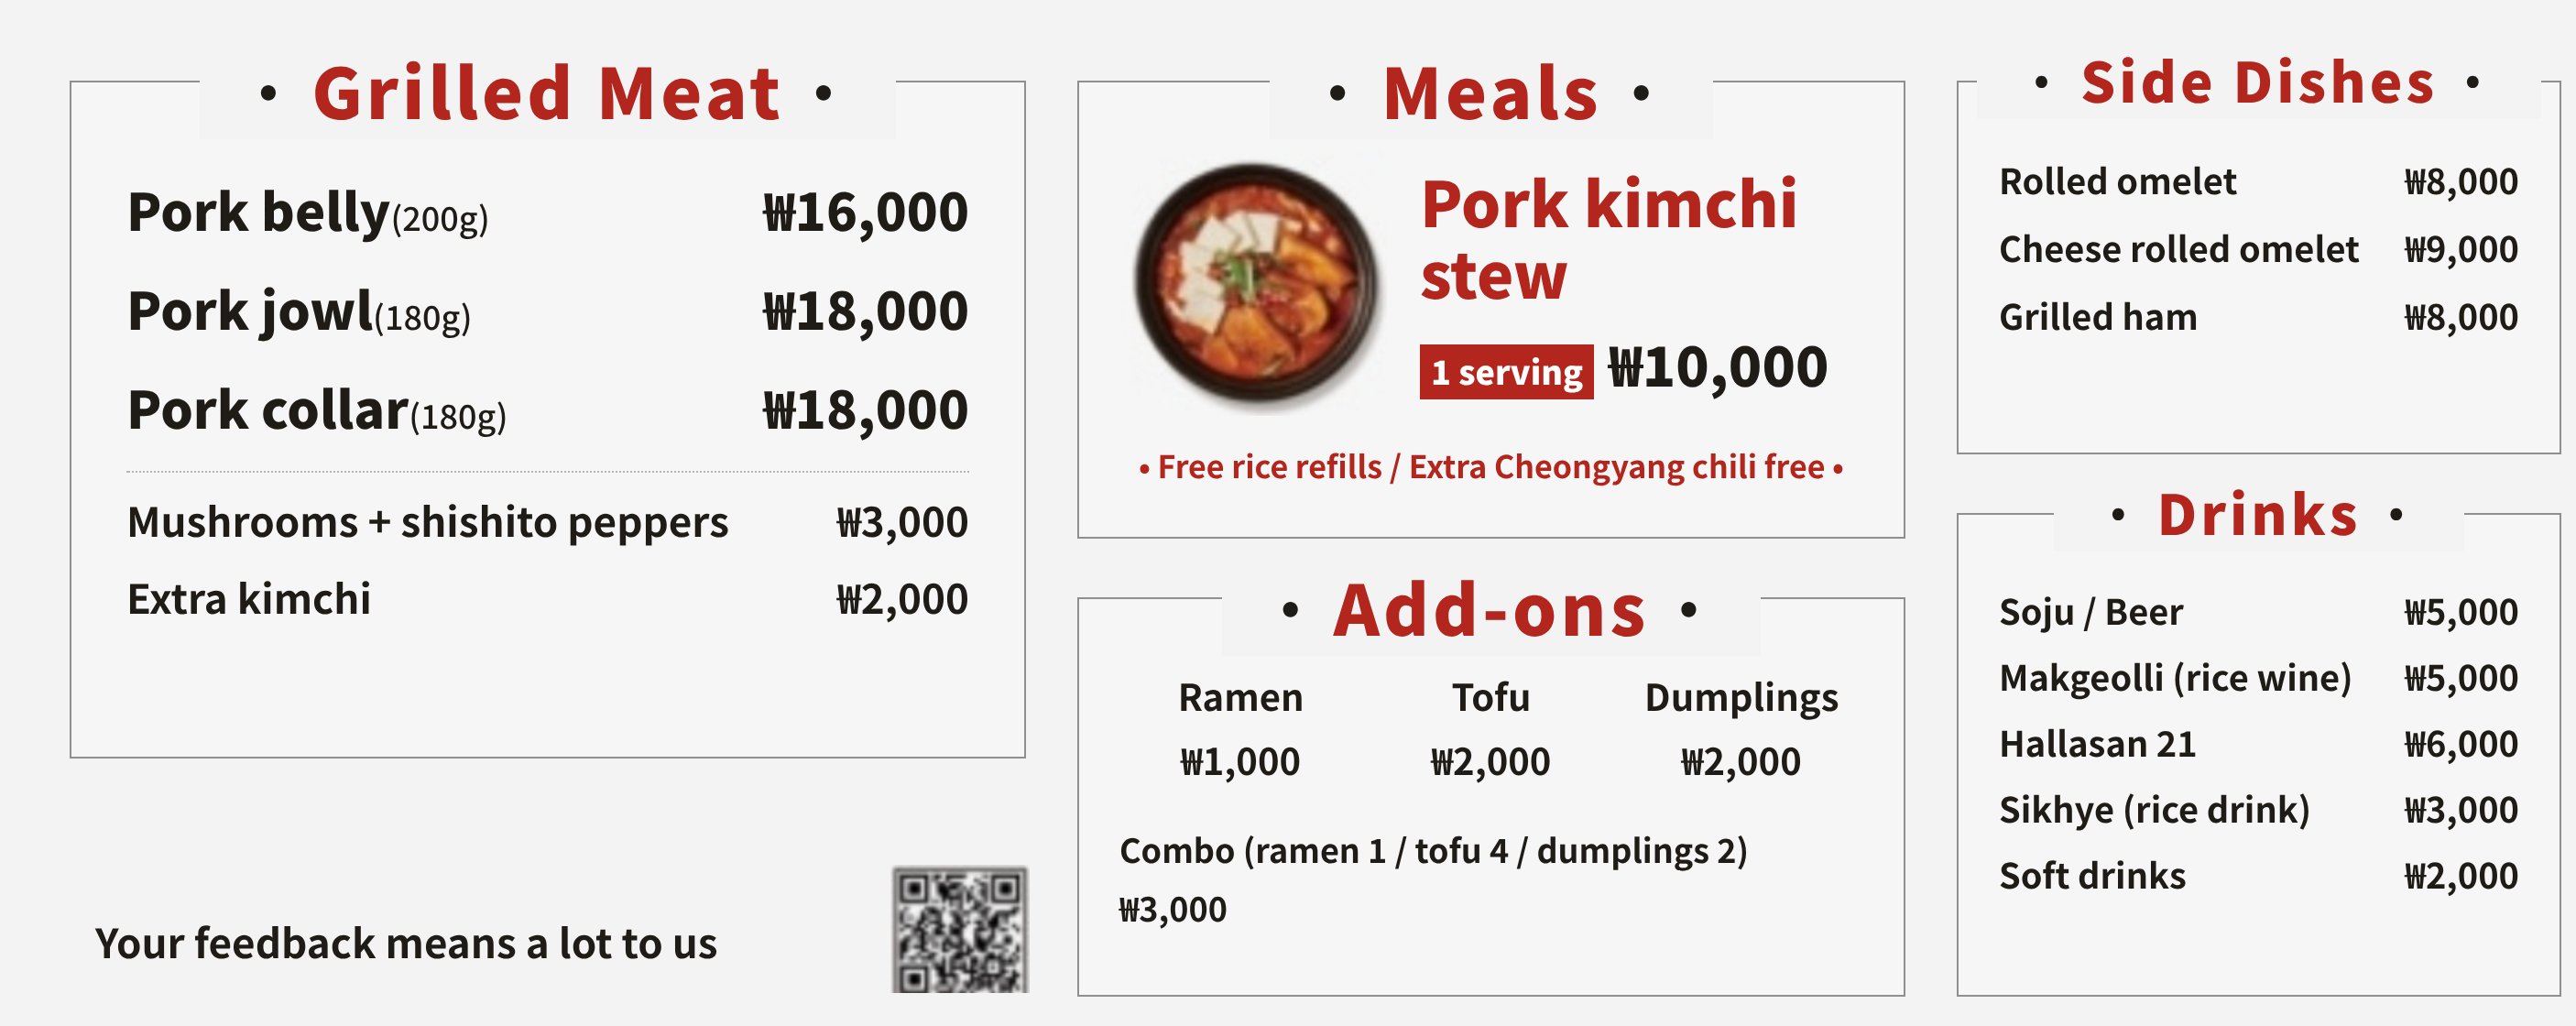 • Grilled Meat •
Pork belly(200g) ₩16,000
Pork jowl(180g) ₩18,000
Pork collar(180g) ₩18,000
Mushrooms + shishito peppers ₩3,000
Extra kimchi ₩2,000
Your feedback means a lot to us
• Meals •
Pork kimchi
stew
1 serving ₩10,000
• Free rice refills / Extra Cheongyang chili free •
• Add-ons •
Ramen Tofu Dumplings
₩1,000 ₩2,000 ₩2,000
Combo (ramen 1 / tofu 4 / dumplings 2)
₩3,000
• Side Dishes •
Rolled omelet ₩8,000
Cheese rolled omelet ₩9,000
Grilled ham ₩8,000
• Drinks •
Soju / Beer ₩5,000
Makgeolli (rice wine) ₩5,000
Hallasan 21 ₩6,000
Sikhye (rice drink) ₩3,000
Soft drinks ₩2,000